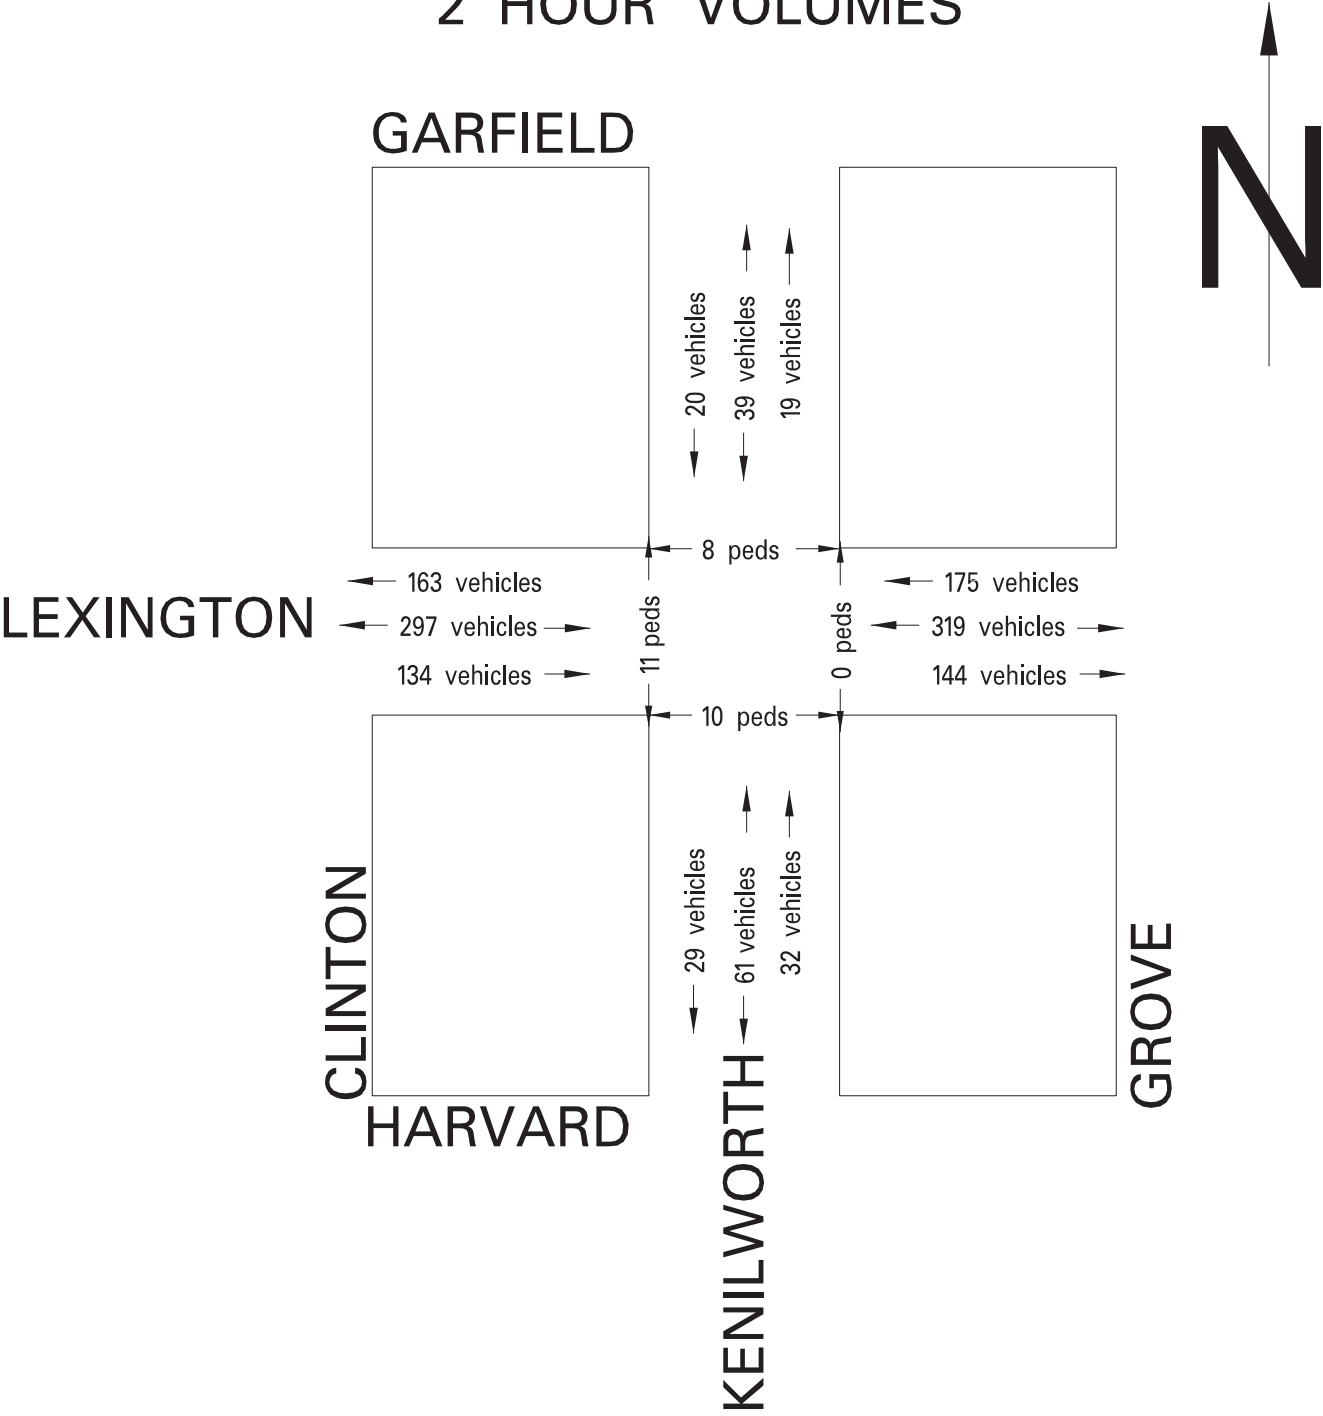 2 HOUR VOLUMES
N
GARFIELD
20 vehicles
39 vehicles
19 vehicles
8 peds
163 vehicles
175 vehicles
LEXINGTON
297 vehicles
11 peds
0 peds
319 vehicles
134 vehicles
144 vehicles
10 peds
29 vehicles
61 vehicles
32 vehicles
CLINTON
GROVE
HARVARD
KENILWORTH